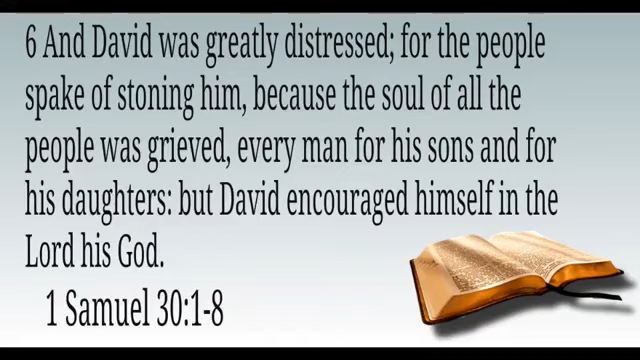 6 And David was greatly distressed; for the people
spake of stoning him, because the soul of all the
people was grieved, every man for his sons and for
his daughters: but David encouraged himself in the
Lord his God.
1 Samuel 30:1-8